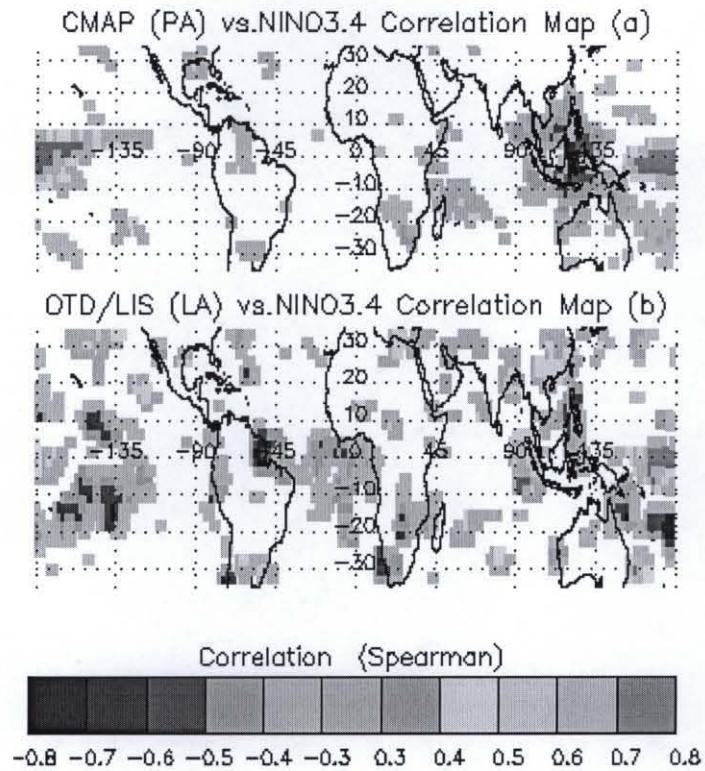 CMAP (PA) vs.NINO3.4 Correlation Map (a)
30
20
10
-135 -90 -45 0 45 90 135
-10
-20
-30
OTD/LIS (LA) vs.NINO3.4 Correlation Map (b)
30
20
10
-135 -90 -45 0 45 90 135
-10
-20
-30
Correlation (Spearman)
-0.8 -0.7 -0.6 -0.5 -0.4 -0.3 0.3 0.4 0.5 0.6 0.7 0.8